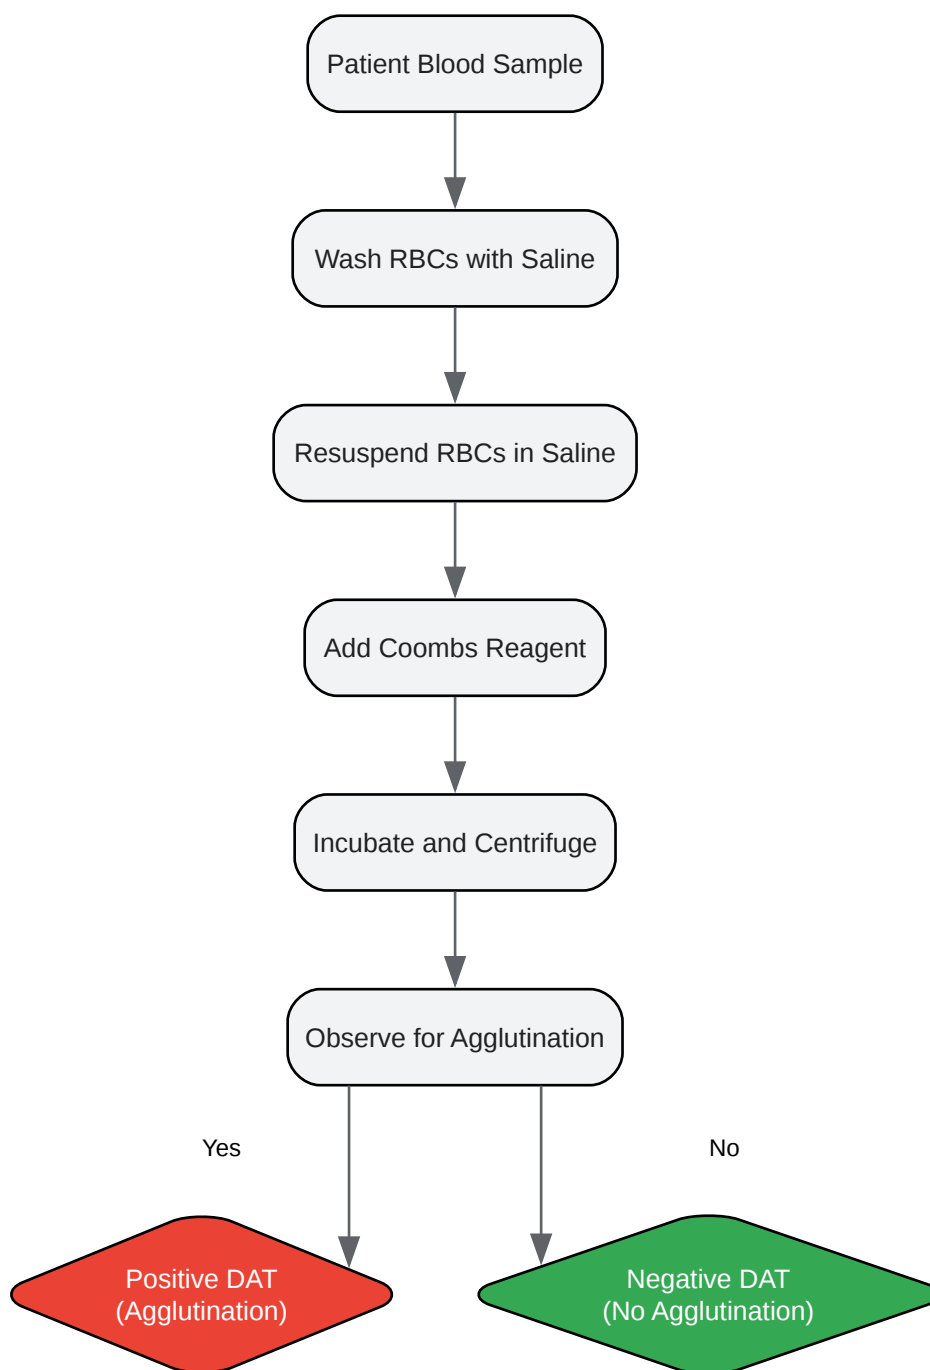 Patient Blood Sample
Wash RBCs with Saline
Resuspend RBCs in Saline
Add Coombs Reagent
Incubate and Centrifuge
Observe for Agglutination
Yes
No
Positive DAT
(Agglutination)
Negative DAT
(No Agglutination)